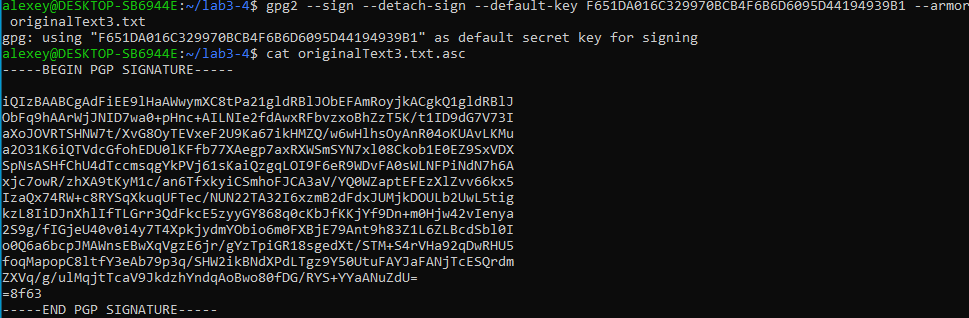 alexey@DESKTOP-SB6944E:~/lab3-4$ gpg2 --sign --detach-sign --default-key F651DA016C329970BCB4F6B6D6095D44194939B1 --armor
 originalText3.txt
gpg: using "F651DA016C329970BCB4F6B6D6095D44194939B1" as default secret key for signing
alexey@DESKTOP-SB6944E:~/lab3-4$ cat originalText3.txt.asc
-----BEGIN PGP SIGNATURE-----
iQIzBAABCgAdFiEE9lHaAWwymXC8tPa21gldRBlJObEFAmRoyjkACgkQ1gldRBlJ
ObFq9hAArWjJNID7wa0+pHnc+AILNIe2fdAwxRFbvzxoBhZzT5K/t1ID9dG7V73I
aXoJOVRTSHNW7t/XvG8OyTEVxeF2U9Ka67ikHMZQ/w6wHlhsOyAnR04oKUAvLKMu
a2O31K6iQTVdcGfohEDU0lKFfb77XAegp7axRXWSmSYN7xl08Ckob1E0EZ9SxVDX
SpNsASHfChU4dTccmsqgYkPVj61sKaiQzgqLOI9F6eR9WDvFA0sWLNFPiNdN7h6A
xjc7owR/zhXA9tKyM1c/an6TfxkyiCSmhoFJCA3aV/YQ0WZaptEFEzXlZvv66kx5
IzaQx74RW+c8RYSqXkuqUFTec/NUN22TA32I6xzmB2dFdxJUMjkDOULb2UwL5tig
kzL8IiDJnXhlIfTLGrr3QdFkcE5zyyGY868q0cKbJfKKjYf9Dn+m0Hjw42vIenya
2S9g/fIGjeU40v0i4y7T4XpkjydmYObio6m0FXBjE79Ant9h83Z1L6ZLBcdSbl0I
o0Q6a6bcpJMAWnsEBwXqVgzE6jr/gYzTpiGR18sgedXt/STM+S4rVHa92qDwRHU5
foqMapopC8ltfY3eAb79p3q/SHW2ikBNdXPdLTgz9Y50UtuFAYJaFANjTcESQrdm
ZXVq/g/ulMqjtTcaV9JkdzhYndqAoBwo80fDG/RYS+YYaANuZdU=
=8f63
-----END PGP SIGNATURE-----